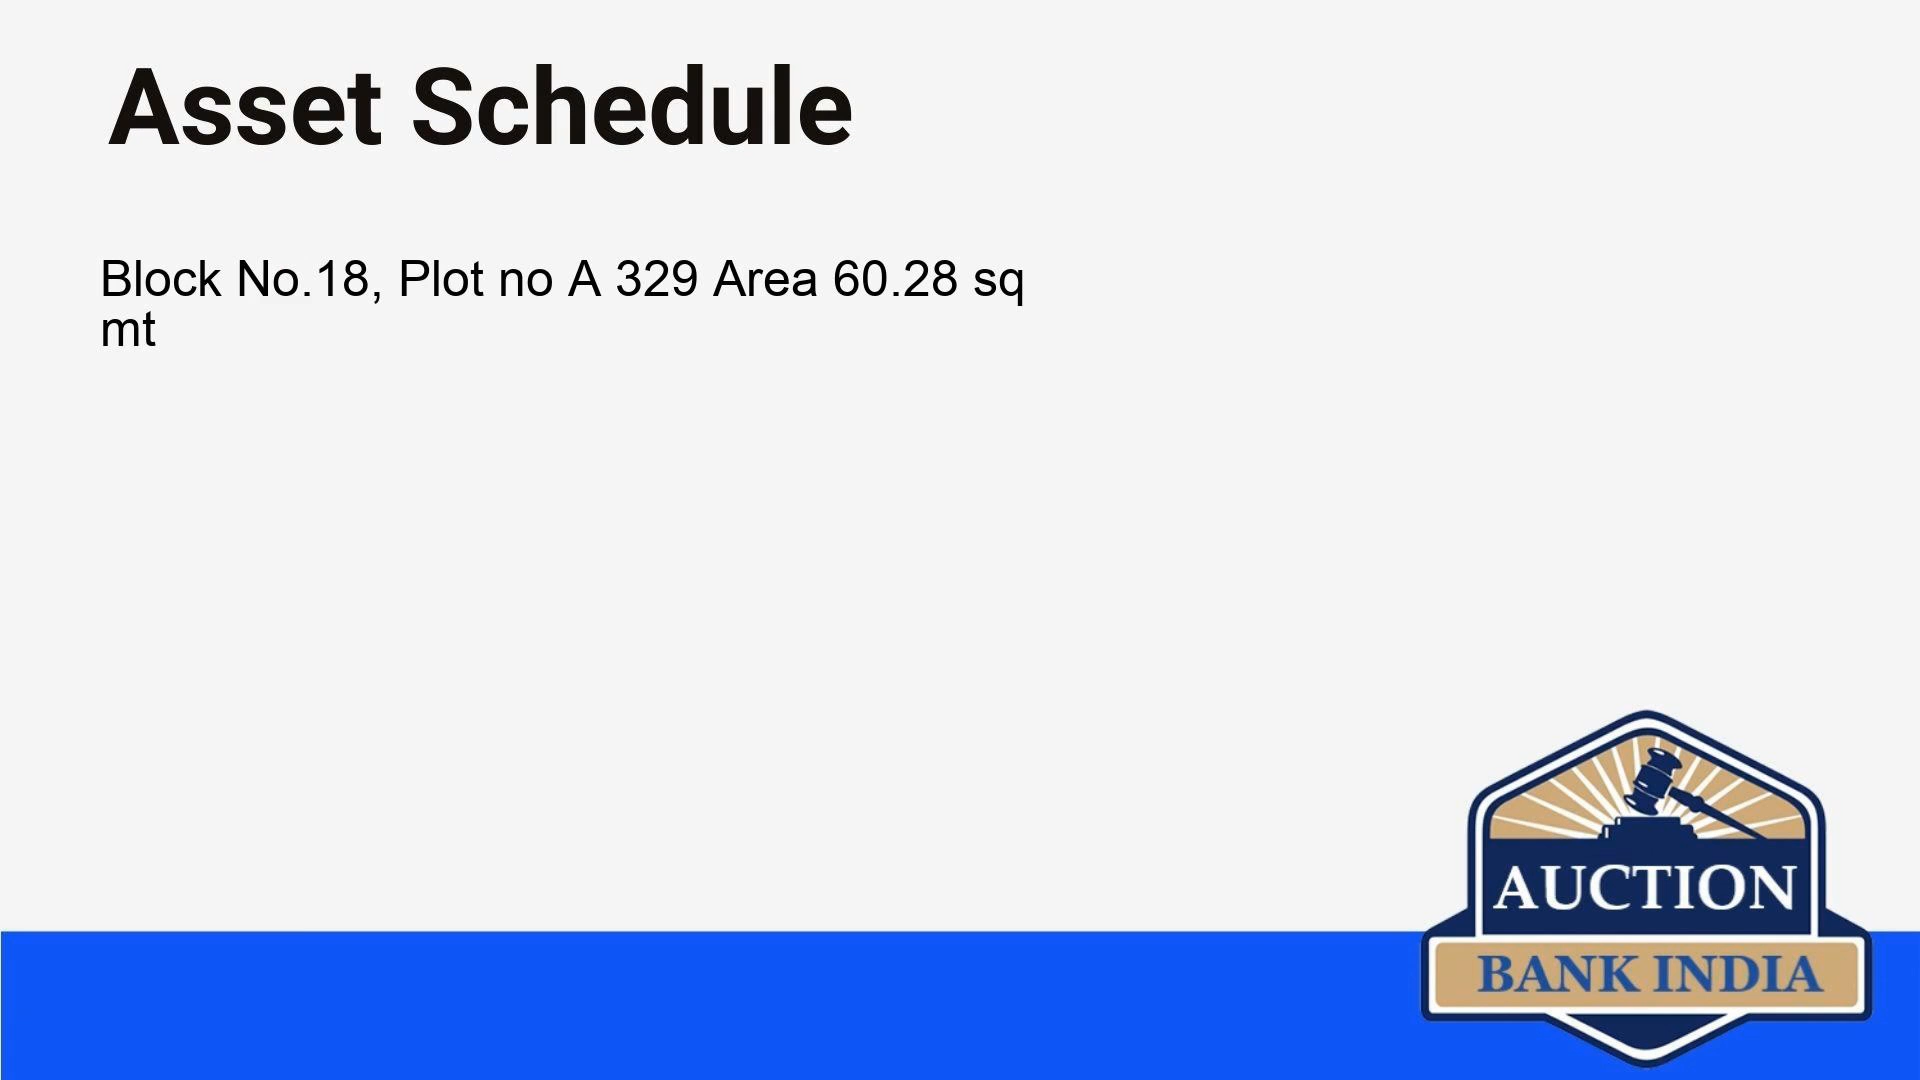 Asset Schedule
Block No.18, Plot no A 329 Area 60.28 sq
mt
AUCTION
BANK INDIA